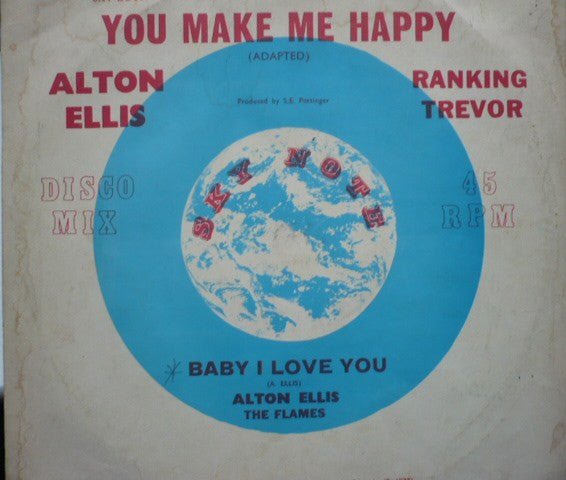 YOU MAKE ME HAPPY
(ADAPTED)
ALTON
ELLIS
RANKING
TREVOR
Produced by S.E. Pottinger
DISCO
MIX
45
RPM
SKY NOTE
BABY I LOVE YOU
(A. ELLIS)
ALTON ELLIS
THE FLAMES